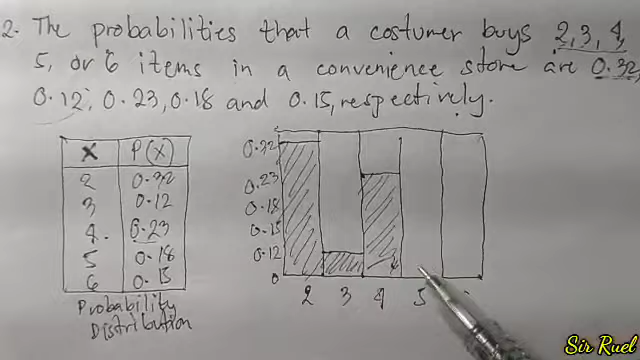 2. The probabilities that a costumer buys 2, 3, 4,
5, or 6 items in a convenience store are 0.32,
0.12, 0.23, 0.18 and 0.15, respectively.
X P(X)
2 0.32
3 0.12
4 0.23
5 0.18
6 0.15
Probability
Distribution
0.32
0.23
0.18
0.15
0.12
0
2 3 4 5
Sir Ruel